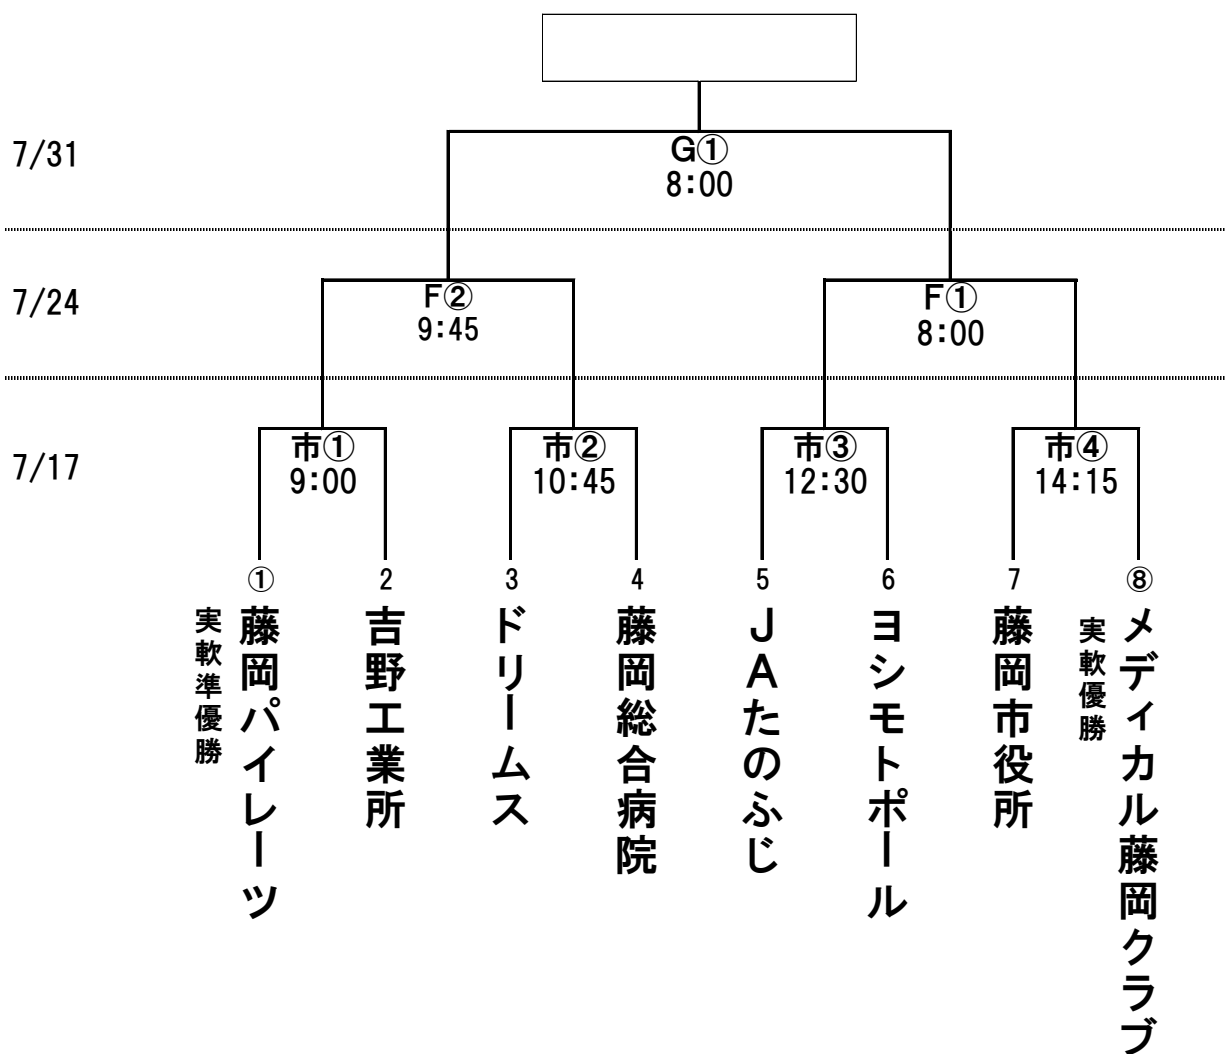 7/31
G①
8:00
7/24
F②
9:45
F①
8:00
7/17
市①
9:00
市②
10:45
市③
12:30
市④
14:15
①
2
3
4
5
6
7
⑧
実軟準優勝
藤岡パイレーツ
吉野工業所
ドリームス
藤岡総合病院
JAたのふじ
ヨシモトポール
藤岡市役所
実軟優勝
メディカル藤岡クラブ